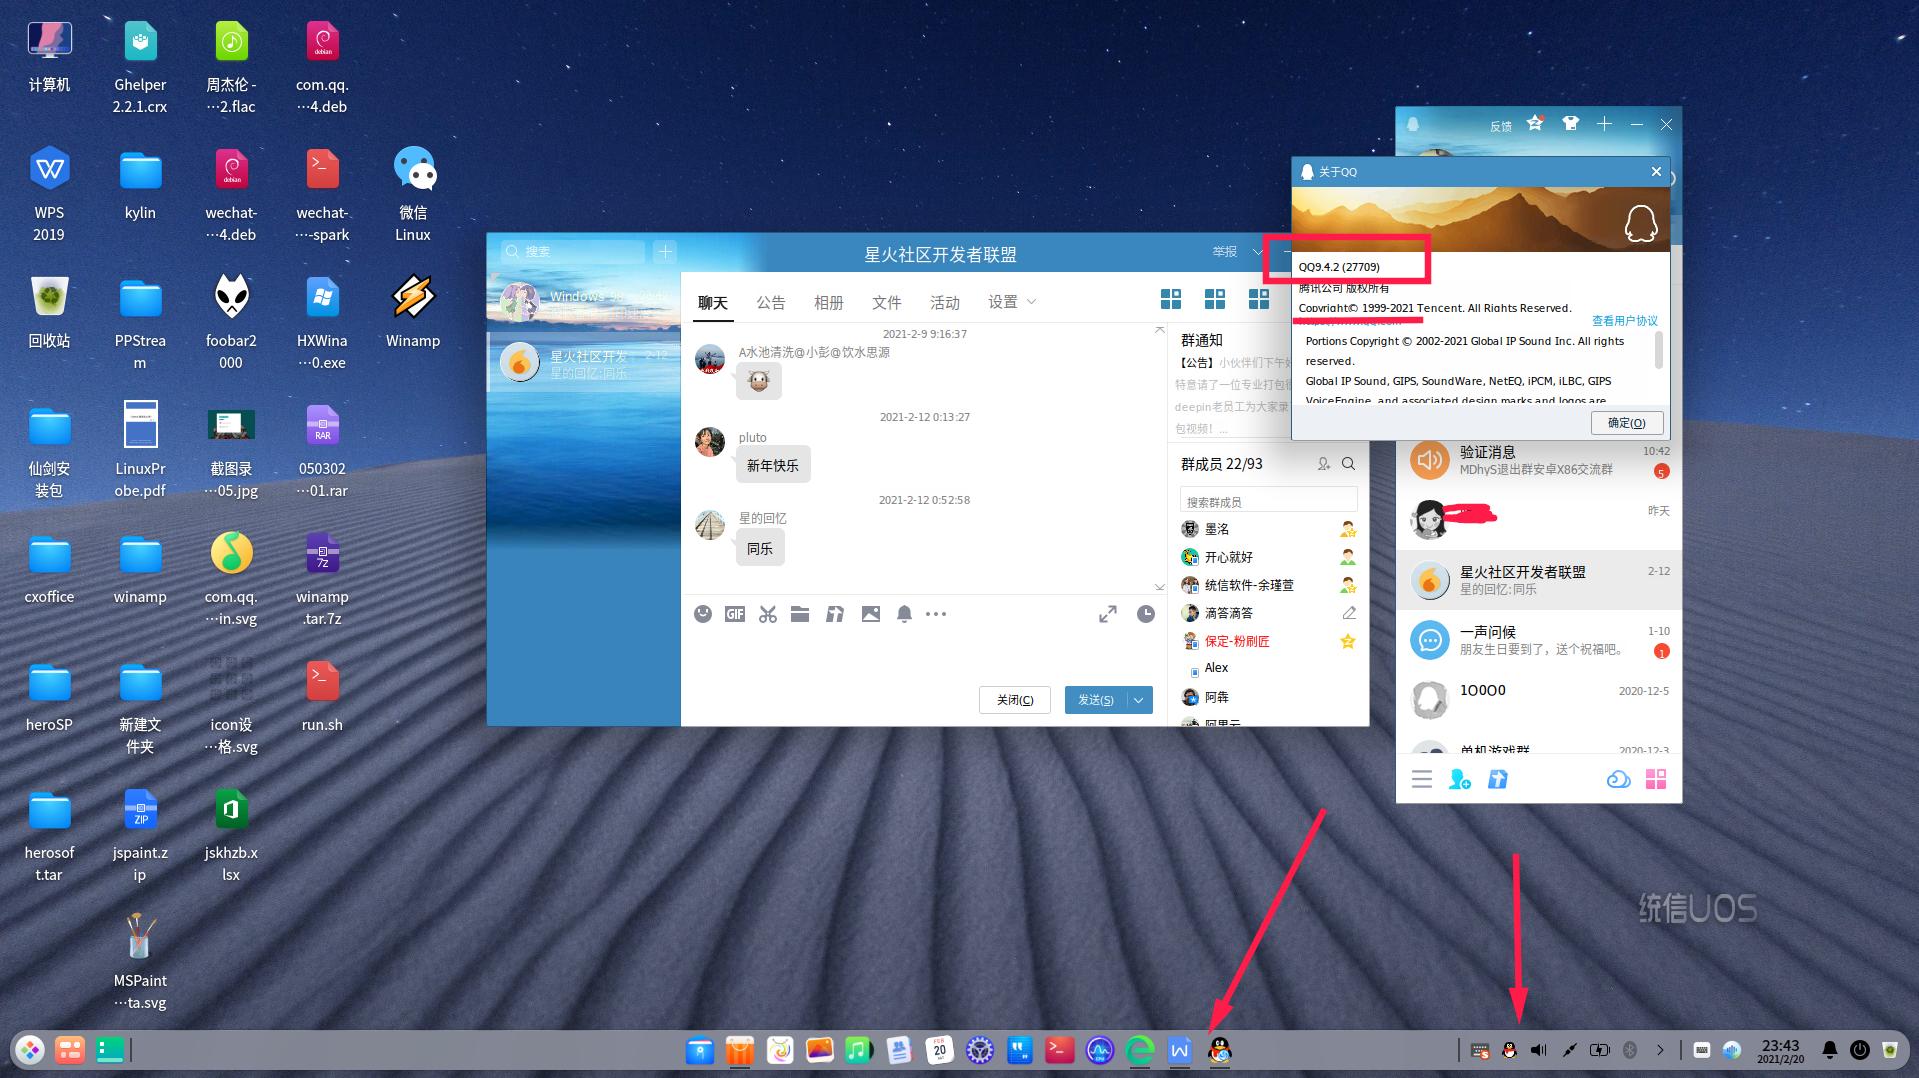 计算机
Ghelper
2.2.1.crx
周杰伦 -
…2.flac
com.qq.
…4.deb
WPS
2019
kylin
wechat-
…4.deb
wechat-
…-spark
微信
Linux
回收站
PPStrea
m
foobar2
000
HXWina
…0.exe
Winamp
仙剑安
装包
LinuxPr
obe.pdf
截图录
…05.jpg
050302
…01.rar
cxoffice
winamp
com.qq.
…in.svg
winamp
.tar.7z
heroSP
新建文
件夹
icon设
…格.svg
run.sh
herosof
t.tar
jspaint.z
ip
jskhzb.x
lsx
MSPaint
…ta.svg
搜索
星火社区开发者联盟
举报
Windows
星火社区开发
2-12
星的回忆:同乐
聊天
公告
相册
文件
活动
设置
2021-2-9 9:16:37
A水池清洗@小彭@饮水思源
2021-2-12 0:13:27
pluto
新年快乐
2021-2-12 0:52:58
星的回忆
同乐
GIF
关闭(C)
发送(S)
群通知
【公告】小伙伴们下午好
特意请了一位专业打包
deepin老员工为大家录
包视频！...
群成员 22/93
搜索群成员
墨洺
开心就好
统信软件-余瑾萱
滴答滴答
保定-粉刷匠
Alex
阿犇
阿里云
反馈
关于QQ
QQ9.4.2 (27709)
腾讯公司 版权所有
Copyright© 1999-2021 Tencent. All Rights Reserved.
查看用户协议
Portions Copyright © 2002-2021 Global IP Sound Inc. All rights
reserved.
Global IP Sound, GIPS, SoundWare, NetEQ, iPCM, iLBC, GIPS
VoiceEngine, and associated design marks and logos are
确定(O)
验证消息
10:42
MDhyS退出群安卓X86交流群
5
昨天
星火社区开发者联盟
2-12
星的回忆:同乐
一声问候
1-10
朋友生日要到了，送个祝福吧。
1
1O0O0
2020-12-5
单机游戏群
2020-12-3
统信UOS
20
23:43
2021/2/20